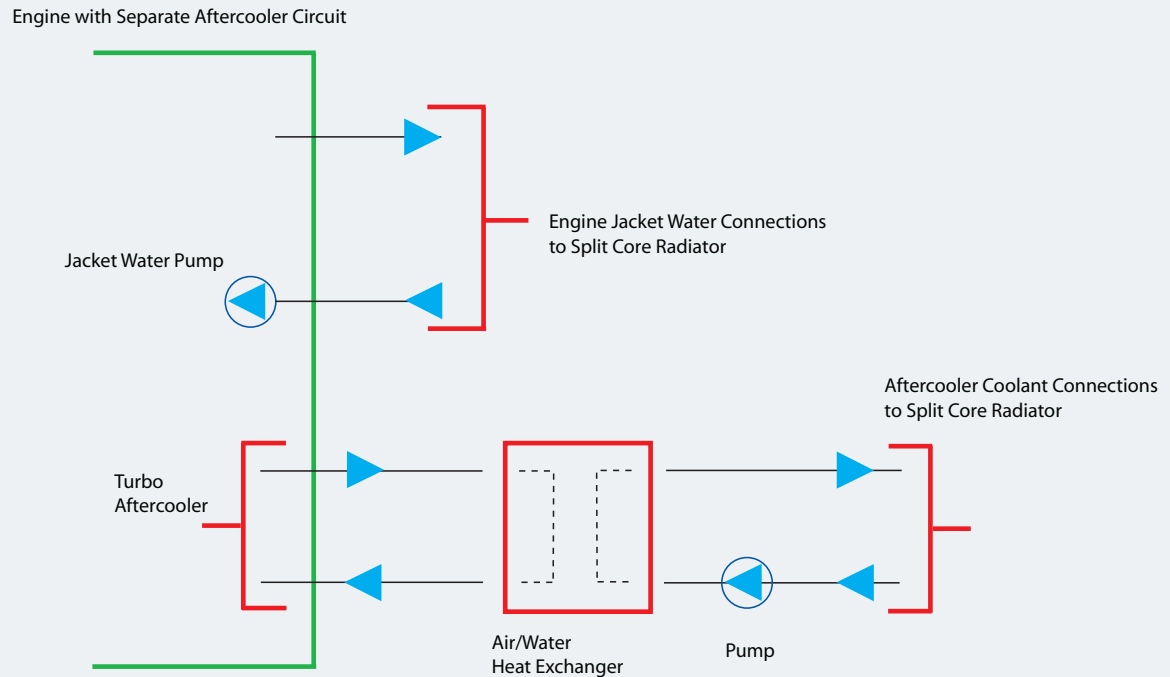 Engine with Separate Aftercooler Circuit
Engine Jacket Water Connections
to Split Core Radiator
Jacket Water Pump
Aftercooler Coolant Connections
to Split Core Radiator
Turbo
Aftercooler
Air/Water
Heat Exchanger
Pump